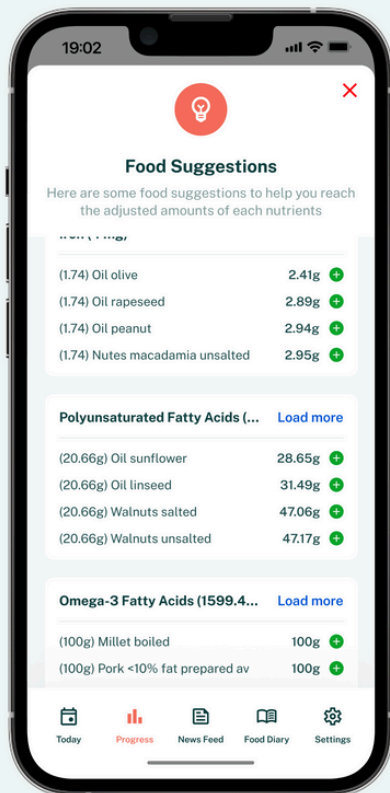 19:02
Food Suggestions
Here are some food suggestions to help you reach
the adjusted amounts of each nutrients
(1.74) Oil olive 2.41g
(1.74) Oil rapeseed 2.89g
(1.74) Oil peanut 2.94g
(1.74) Nutes macadamia unsalted 2.95g
Polyunsaturated Fatty Acids (... Load more
(20.66g) Oil sunflower 28.65g
(20.66g) Oil linseed 31.49g
(20.66g) Walnuts salted 47.06g
(20.66g) Walnuts unsalted 47.17g
Omega-3 Fatty Acids (1599.4... Load more
(100g) Millet boiled 100g
(100g) Pork <10% fat prepared av 100g
Today Progress News Feed Food Diary Settings